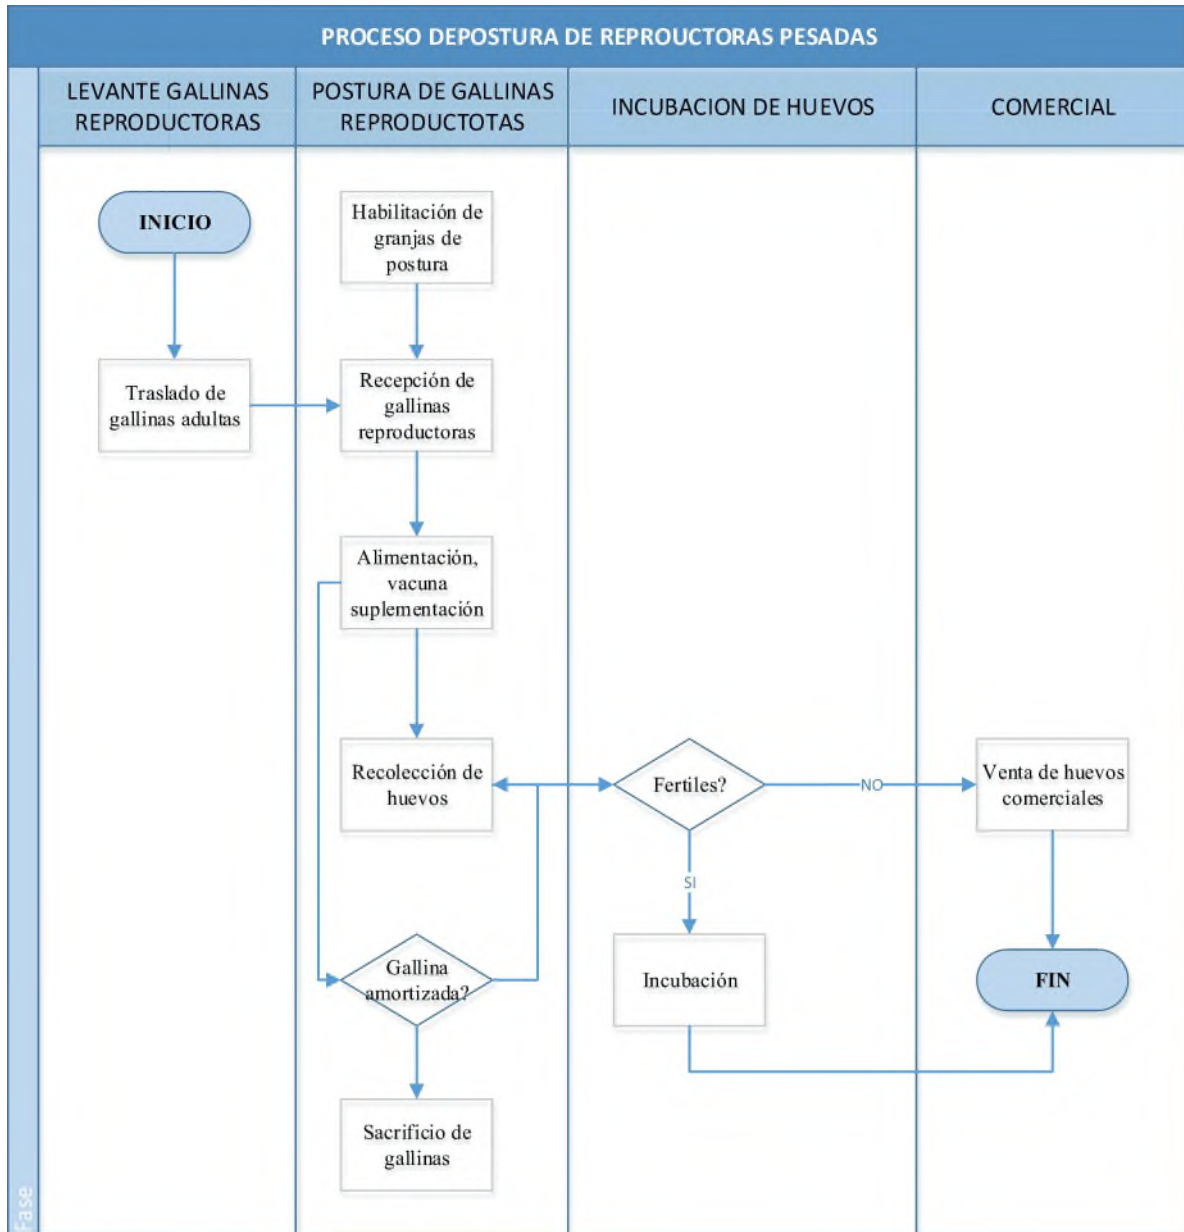 PROCESO DEPOSTURA DE REPROUCTORAS PESADAS
LEVANTE GALLINAS
REPRODUCTORAS
POSTURA DE GALLINAS
REPRODUCTOTAS
INCUBACION DE HUEVOS
COMERCIAL
INICIO
Habilitación de
granjas de
postura
Traslado de
gallinas adultas
Recepción de
gallinas
reproductoras
Alimentación,
vacuna
suplementación
Recolección de
huevos
Fertiles?
NO
Venta de huevos
comerciales
SI
Gallina
amortizada?
Incubación
FIN
Sacrificio de
gallinas
Fase